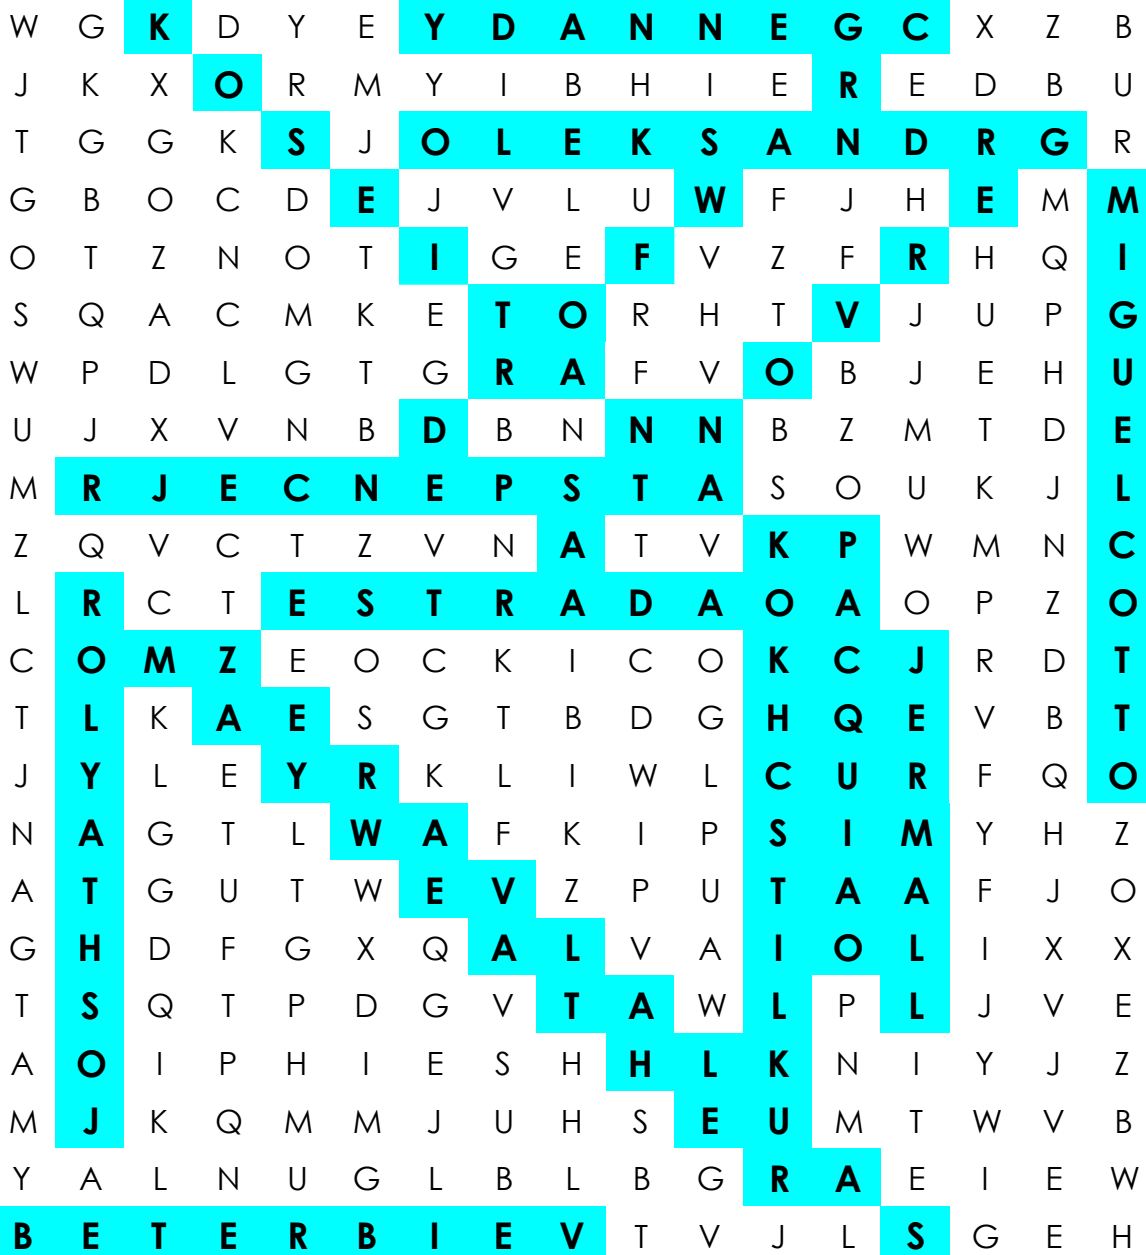 W G K D Y E Y D A N N E G C X Z B
J K X O R M Y I B H I E R E D B U
T G G K S J O L E K S A N D R G R
G B O C D E J V L U W F J H E M M
O T Z N O T I G E F V Z F R H Q I
S Q A C M K E T O R H T V J U P G
W P D L G T G R A F V O B J E H U
U J X V N B D B N N N B Z M T D E
M R J E C N E P S T A S O U K J L
Z Q V C T Z V N A T V K P W M N C
L R C T E S T R A D A O A O P Z O
C O M Z E O C K I C O K C J R D T
T L K A E S G T B D G H Q E V B T
J Y L E Y R K L I W L C U R F Q O
N A G T L W A F K I P S I M Y H Z
A T G U T W E V Z P U T A A F J O
G H D F G X Q A L V A I O L I X X
T S Q T P D G V T A W L P L J V E
A O I P H I E S H H L K N I Y J Z
M J K Q M M J U H S E U M T W V B
Y A L N U G L B L B G R A E I E W
B E T E R B I E V T V J L S G E H